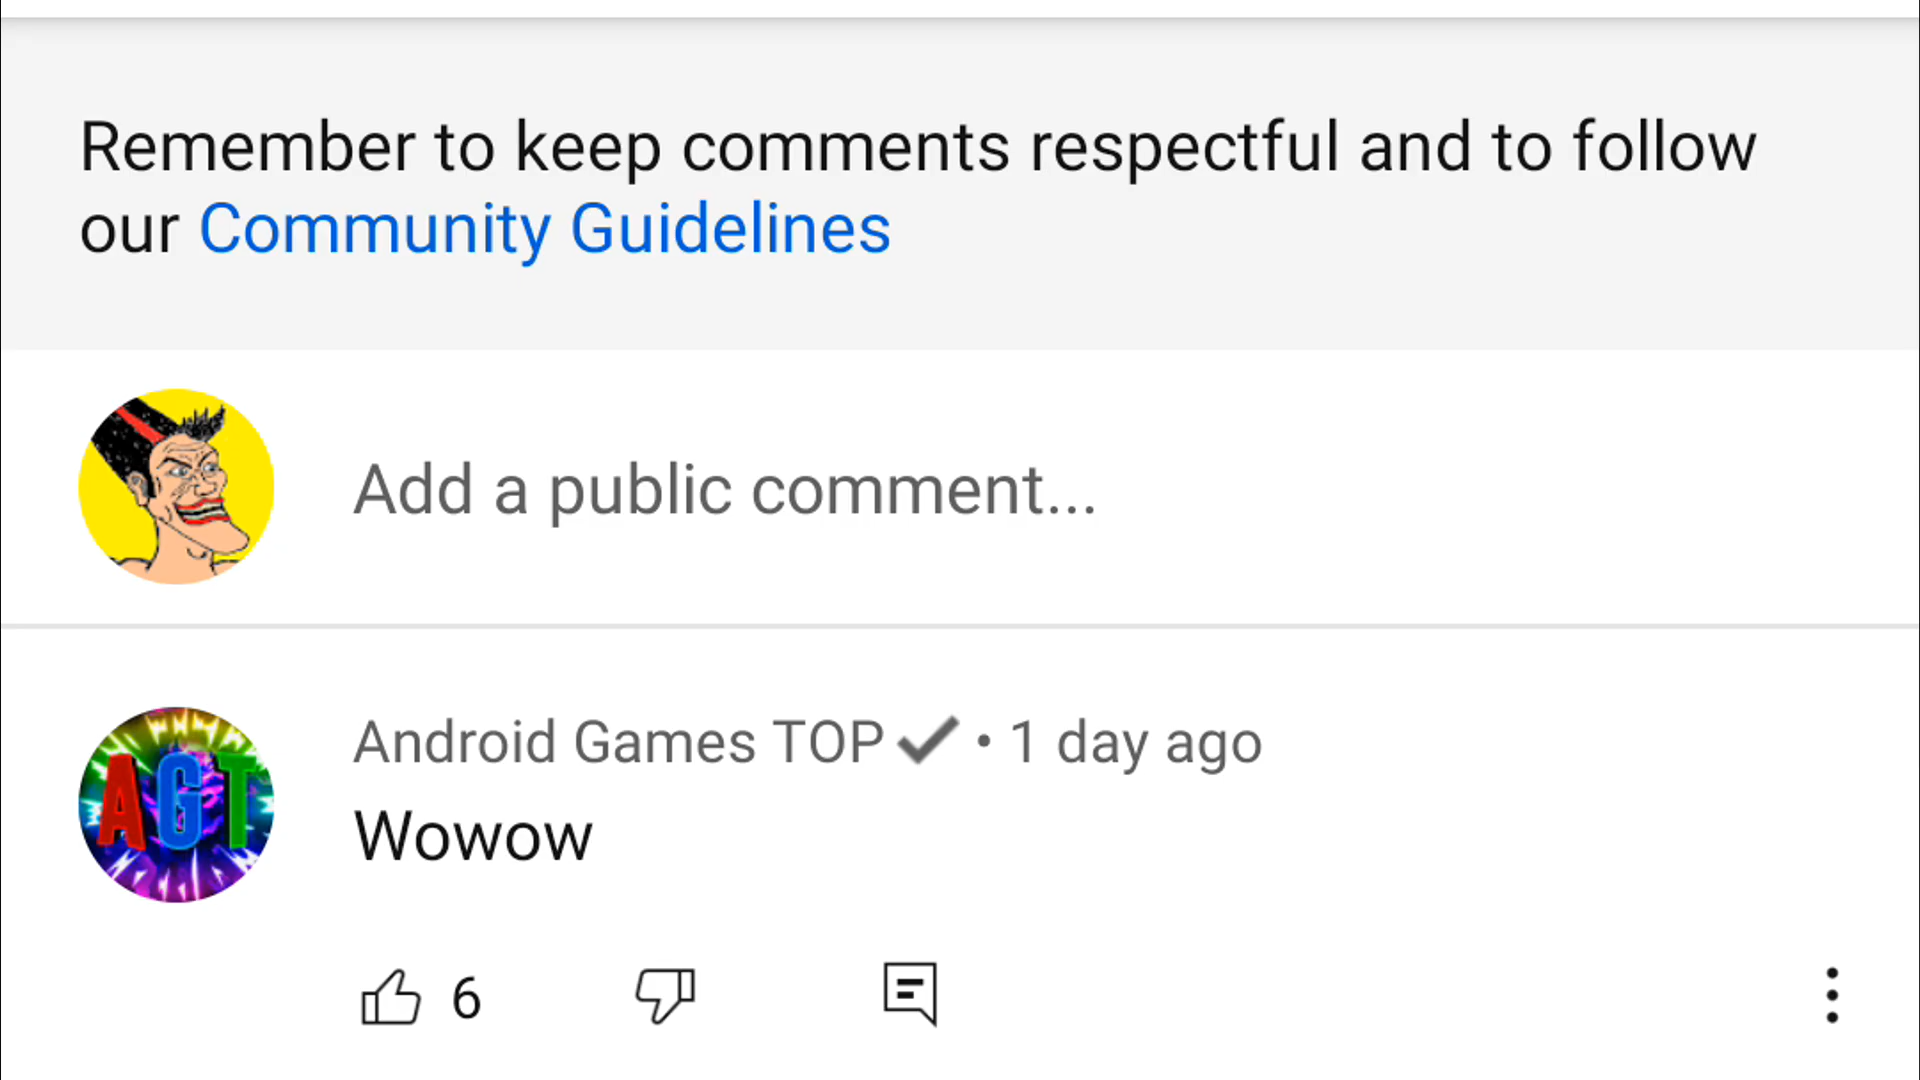 Remember to keep comments respectful and to follow
our Community Guidelines
Add a public comment...
AGT
Android Games TOP • 1 day ago
Wowow
6